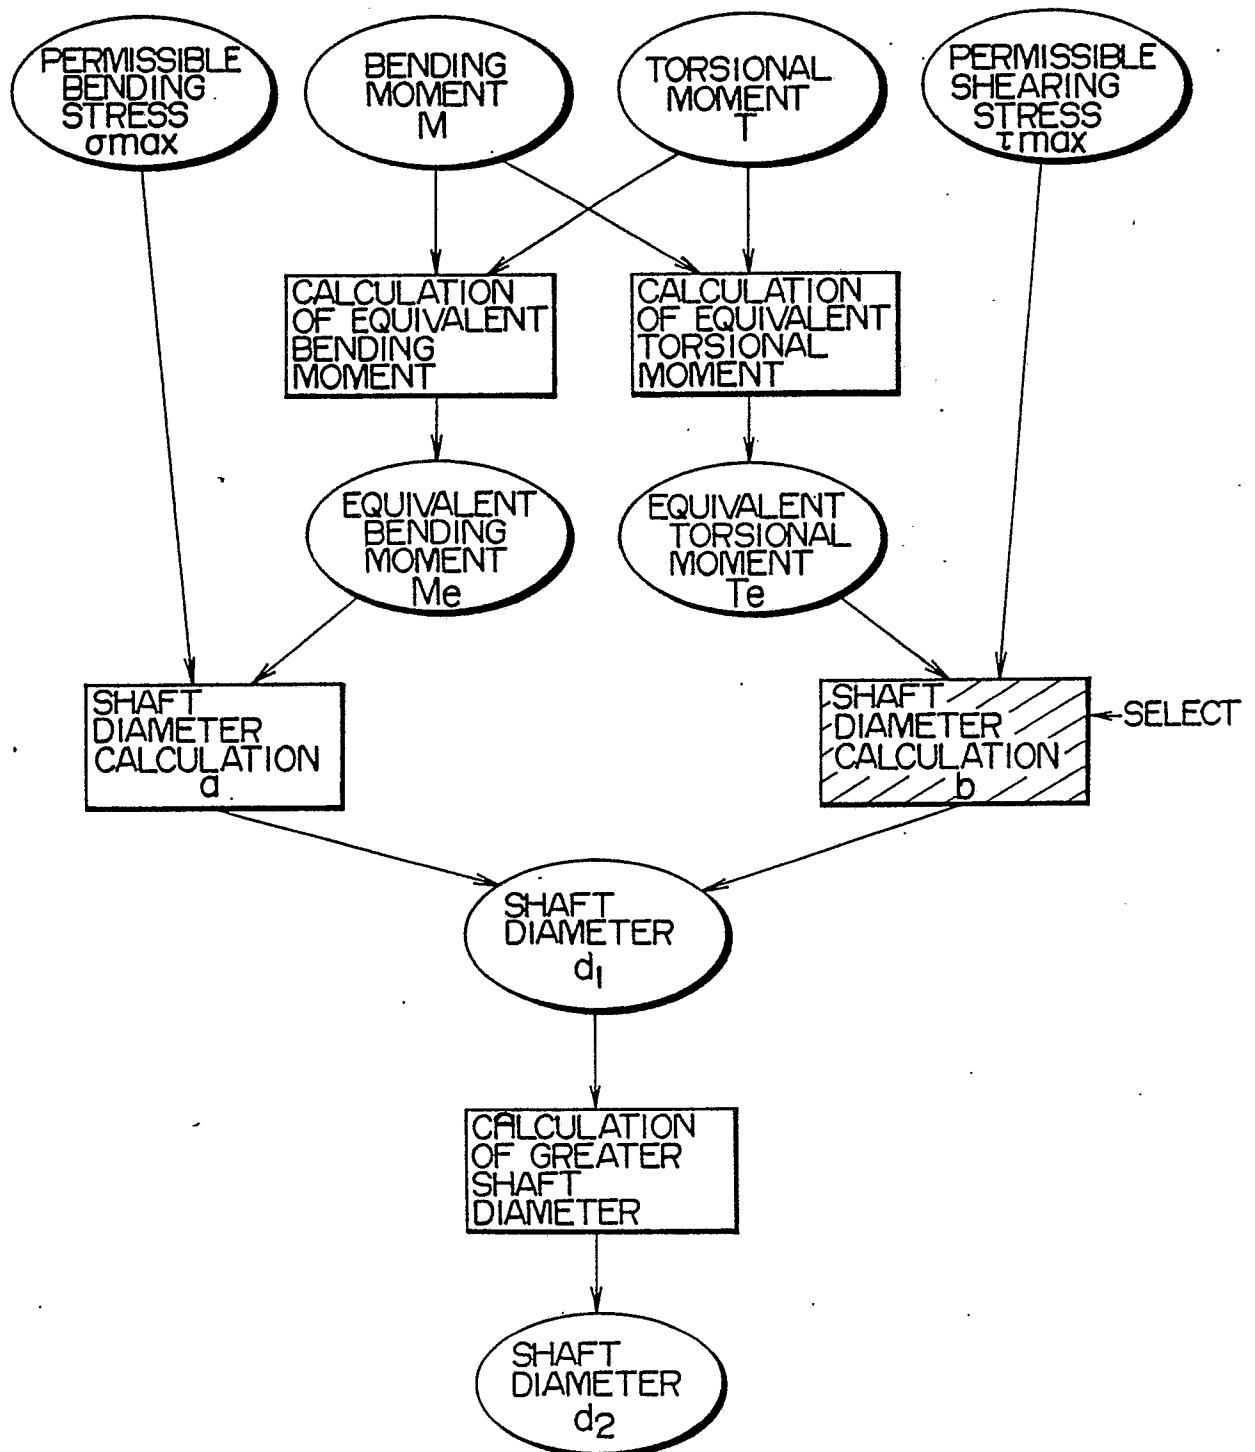 PERMISSIBLE
BENDING
STRESS
σmax
BENDING
MOMENT
M
TORSIONAL
MOMENT
T
PERMISSIBLE
SHEARING
STRESS
τmax
CALCULATION
OF EQUIVALENT
BENDING
MOMENT
CALCULATION
OF EQUIVALENT
TORSIONAL
MOMENT
EQUIVALENT
BENDING
MOMENT
Me
EQUIVALENT
TORSIONAL
MOMENT
Te
SHAFT
DIAMETER
CALCULATION
a
SHAFT
DIAMETER
CALCULATION
b
SELECT
SHAFT
DIAMETER
d1
CALCULATION
OF GREATER
SHAFT
DIAMETER
SHAFT
DIAMETER
d2